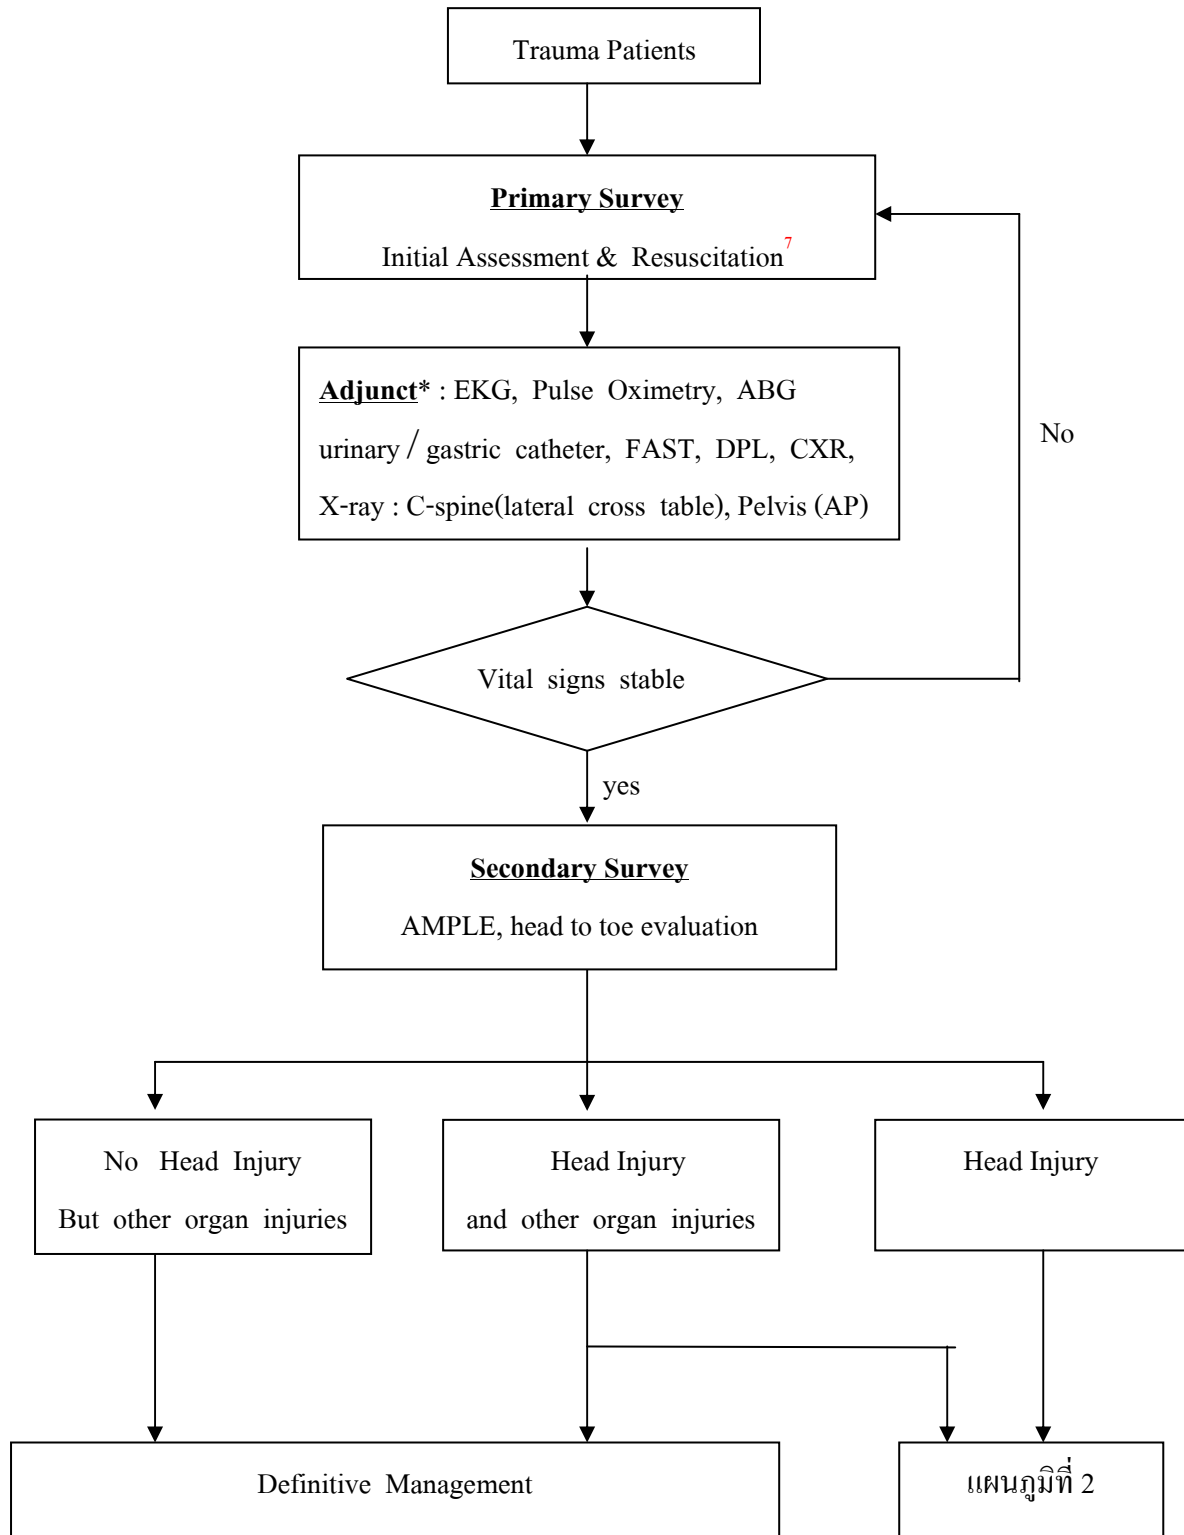 Trauma Patients
Primary Survey
Initial Assessment & Resuscitation7
Adjunct* : EKG, Pulse Oximetry, ABG
urinary / gastric catheter, FAST, DPL, CXR,
X-ray : C-spine(lateral cross table), Pelvis (AP)
No
Vital signs stable
yes
Secondary Survey
AMPLE, head to toe evaluation
No Head Injury
But other organ injuries
Head Injury
and other organ injuries
Head Injury
Definitive Management
แผนภูมิที่ 2